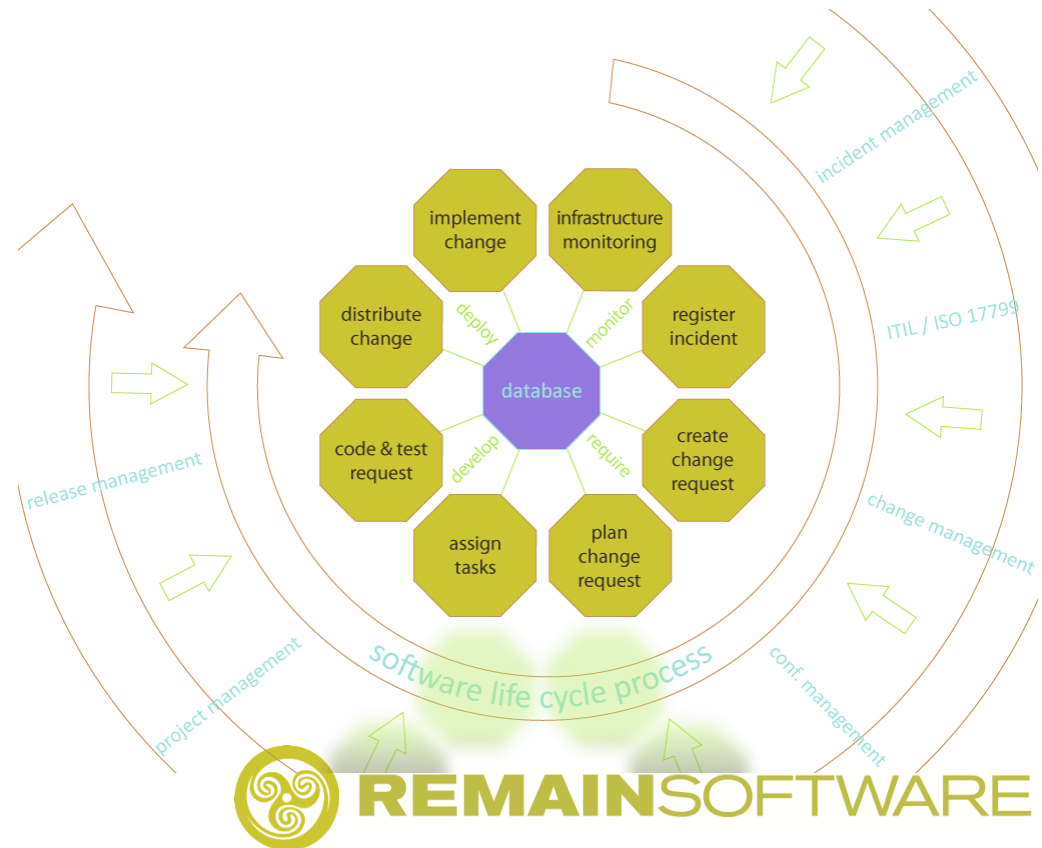 incident management
implement
change
infrastructure
monitoring
deploy
monitor
distribute
change
register
incident
ITIL / ISO 17799
database
code & test
request
develop
require
create
change
request
release management
change management
assign
tasks
plan
change
request
software life cycle process
project management
conf. management
REMAINSOFTWARE